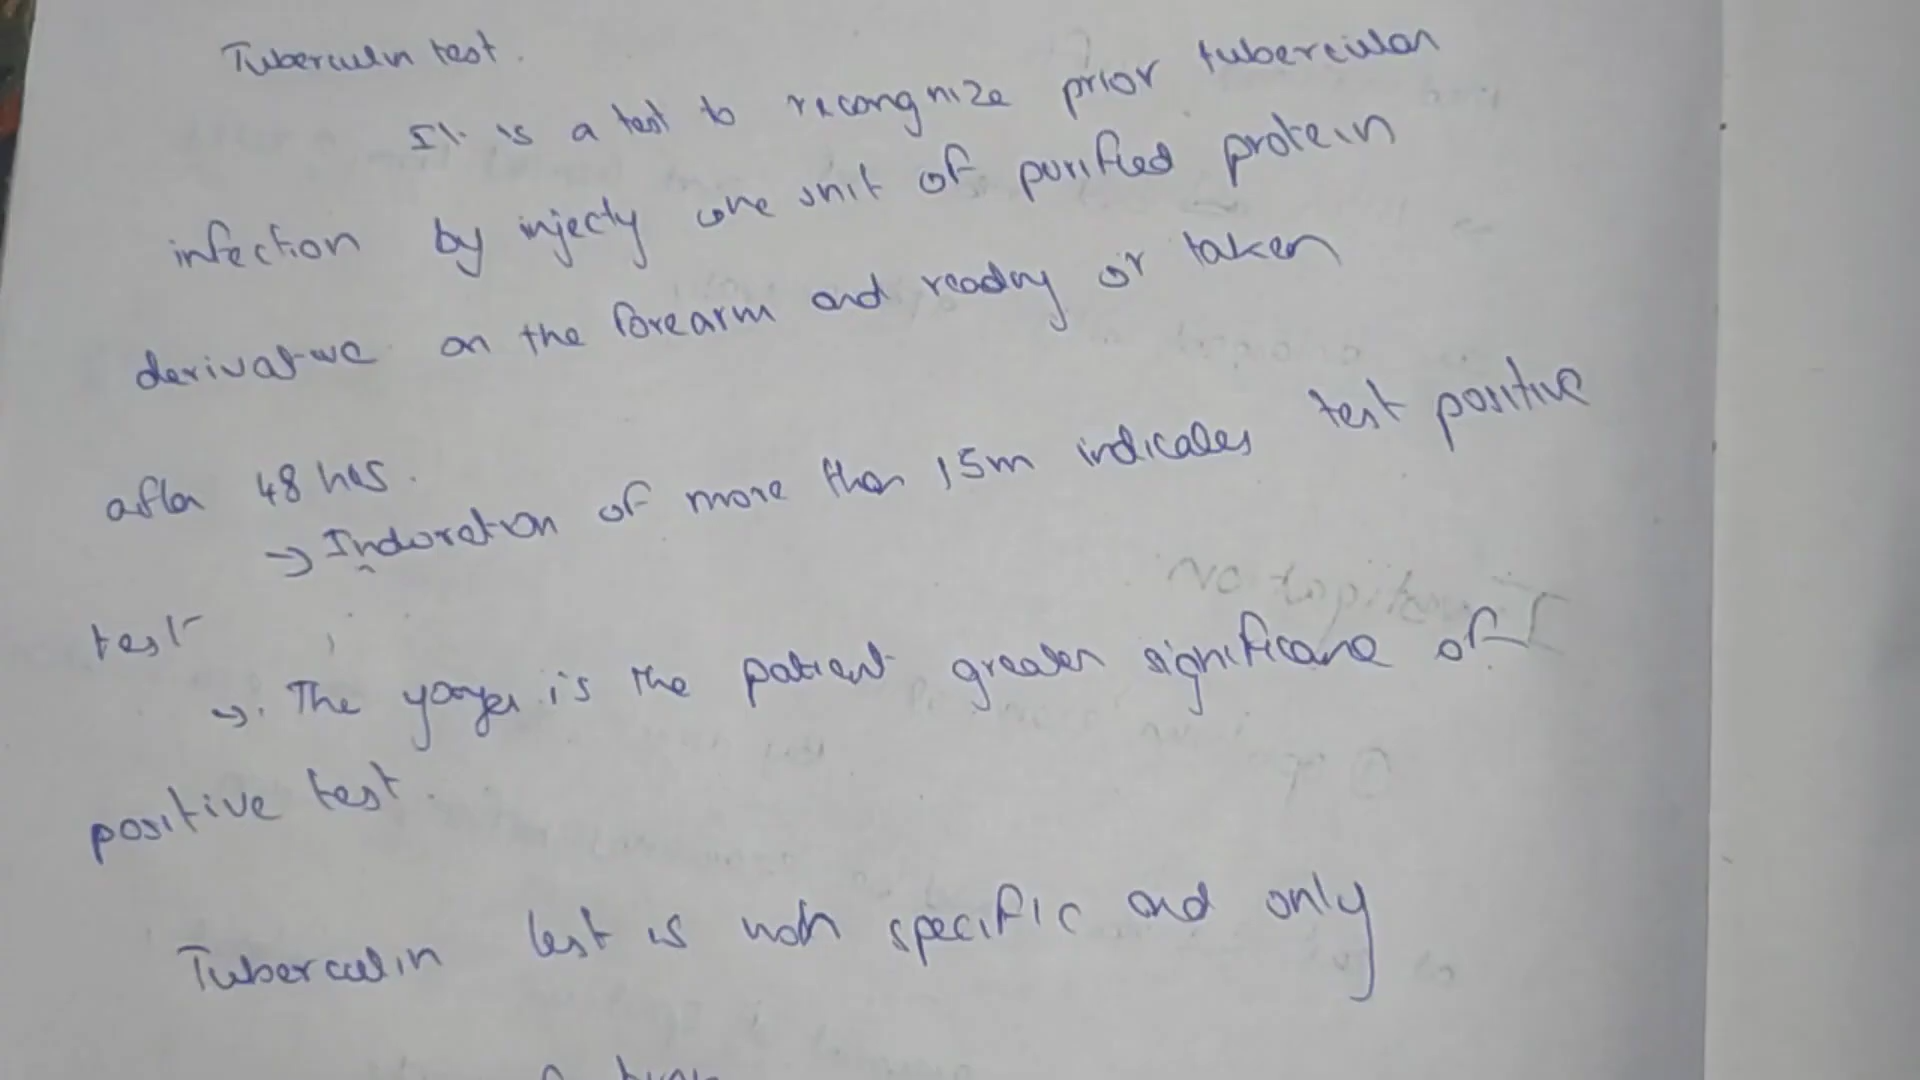 Tuberculin test.
It is a test to recongnize prior tuberculan
infection by injecty one unit of purified protein
derivative on the forearm and reading or taken
after 48 hrs.
→ Induration of more than 15m indicates test positive
test
→ The younger is the patient greater significance of
positive test.
Tuberculin test is non specific and only